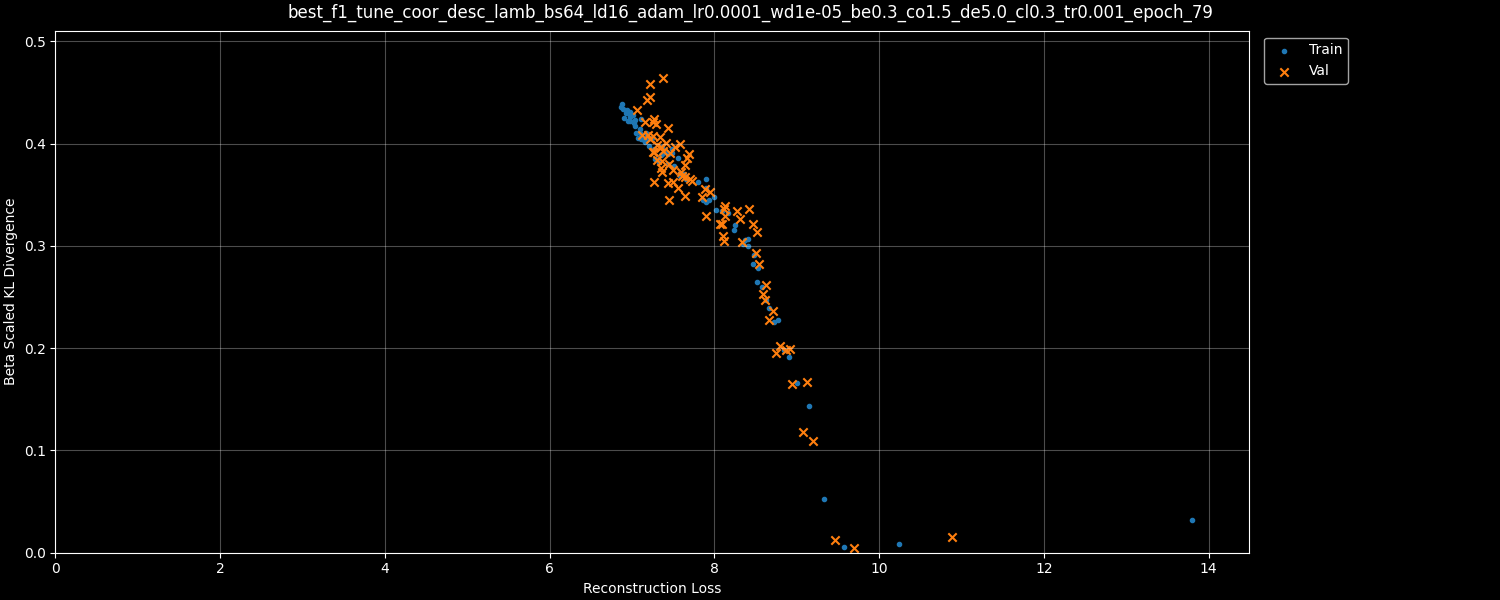 best_f1_tune_coor_desc_lamb_bs64_ld16_adam_lr0.0001_wd1e-05_be0.3_co1.5_de5.0_cl0.3_tr0.001_epoch_79
Train
Val
Beta Scaled KL Divergence
0.5
0.4
0.3
0.2
0.1
0.0
0 2 4 6 8 10 12 14
Reconstruction Loss